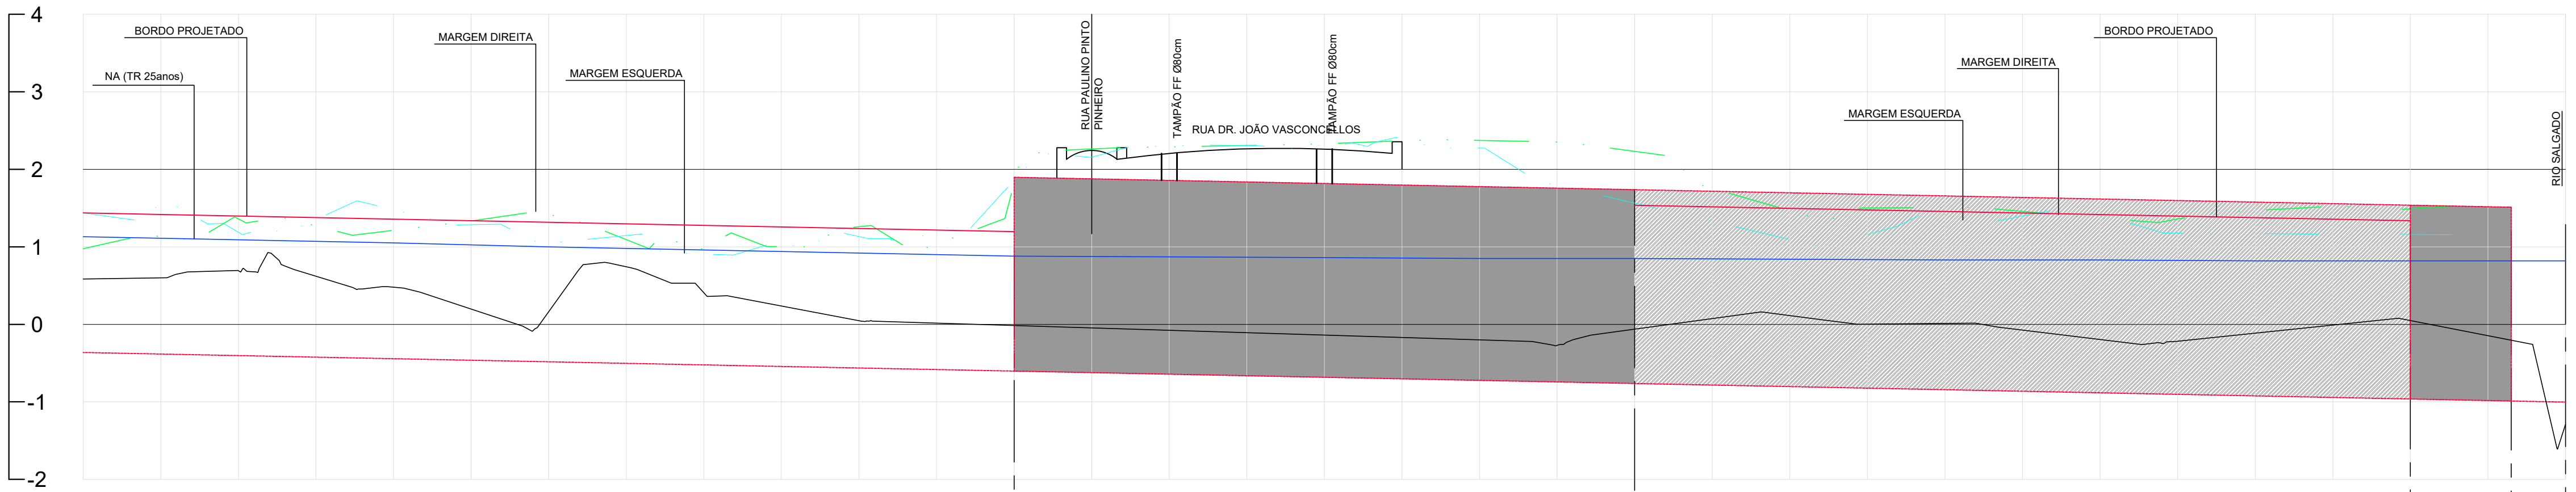 4
3
2
1
0
-1
-2
BORDO PROJETADO
NA (TR 25anos)
MARGEM DIREITA
MARGEM ESQUERDA
RUA PAULINO PINTO
PINHEIRO
TAMPÃO FF Ø80cm
RUA DR. JOÃO VASCONCELLOS
TAMPÃO FF Ø80cm
MARGEM ESQUERDA
MARGEM DIREITA
BORDO PROJETADO
RIO SALGADO